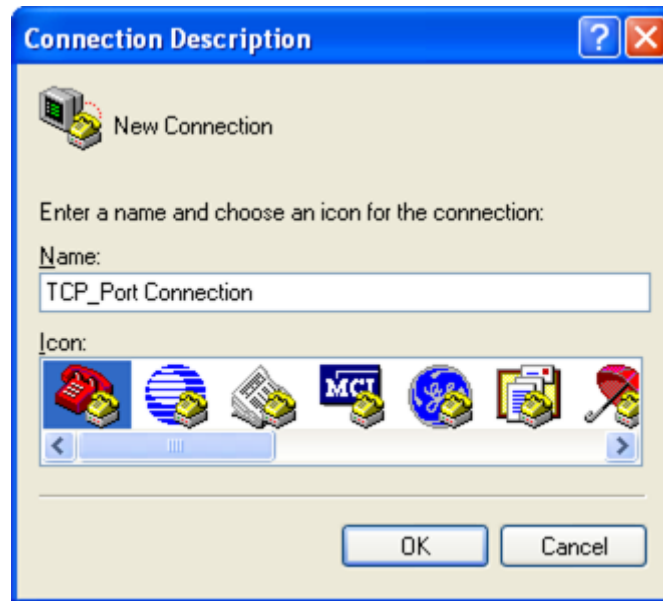 Connection Description
New Connection
Enter a name and choose an icon for the connection:
Name:
TCP_Port Connection
Icon:
MCI
OK Cancel